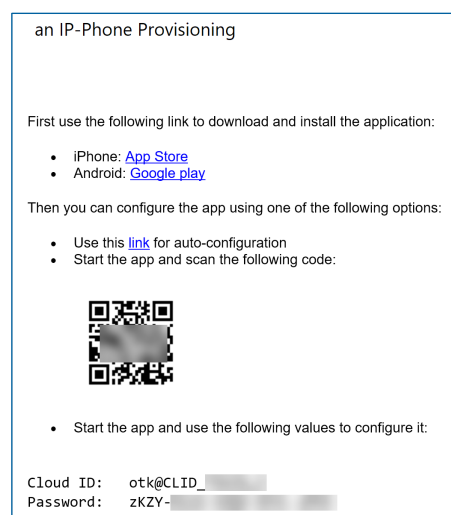 an IP-Phone Provisioning
First use the following link to download and install the application:
• iPhone: App Store
• Android: Google play
Then you can configure the app using one of the following options:
• Use this link for auto-configuration
• Start the app and scan the following code:
• Start the app and use the following values to configure it:
Cloud ID: otk@CLID_
Password: zKZY-